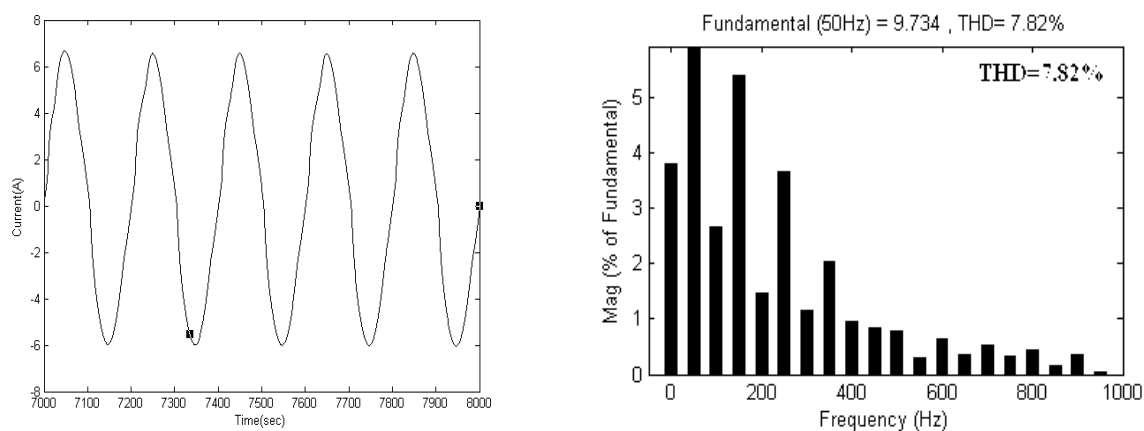 8
6
4
2
0
-2
-4
-6
-8
Current(A)
7000 7100 7200 7300 7400 7500 7600 7700 7800 7900 8000
Time(sec)
Fundamental (50Hz) = 9.734 , THD= 7.82%
THD=7.82%
5
4
3
2
1
0
Mag (% of Fundamental)
0 200 400 600 800 1000
Frequency (Hz)